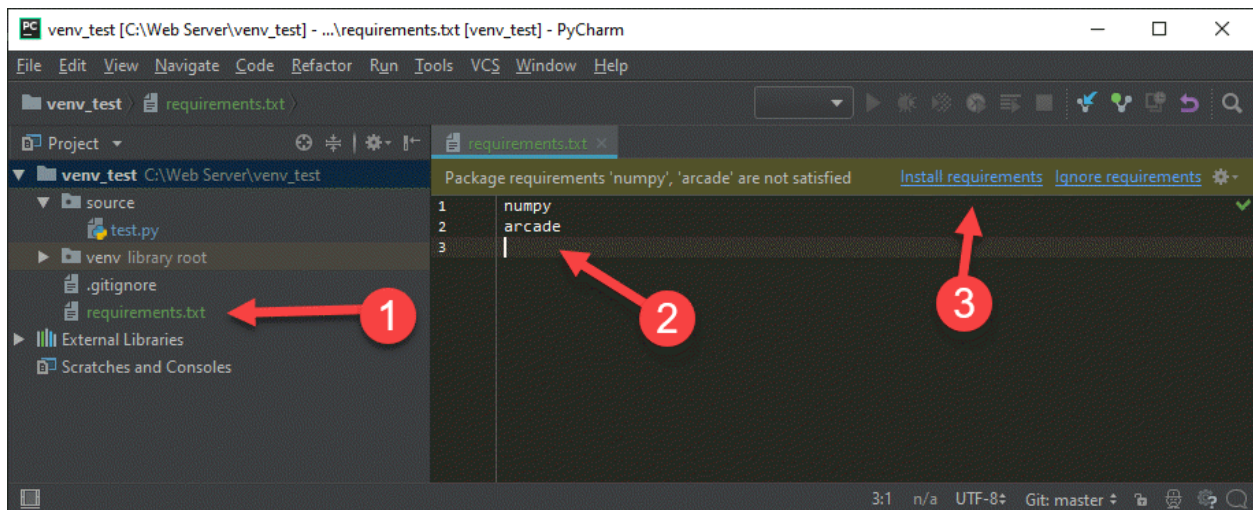 PC venv_test [C:\Web Server\venv_test] - ...\requirements.txt [venv_test] - PyCharm
File Edit View Navigate Code Refactor Run Tools VCS Window Help
venv_test requirements.txt
Project
requirements.txt
venv_test C:\Web Server\venv_test
Package requirements 'numpy', 'arcade' are not satisfied Install requirements Ignore requirements
source
1 numpy
test.py
2 arcade
3
venv library root
.gitignore
requirements.txt
1
2
3
External Libraries
Scratches and Consoles
3:1 n/a UTF-8 Git: master